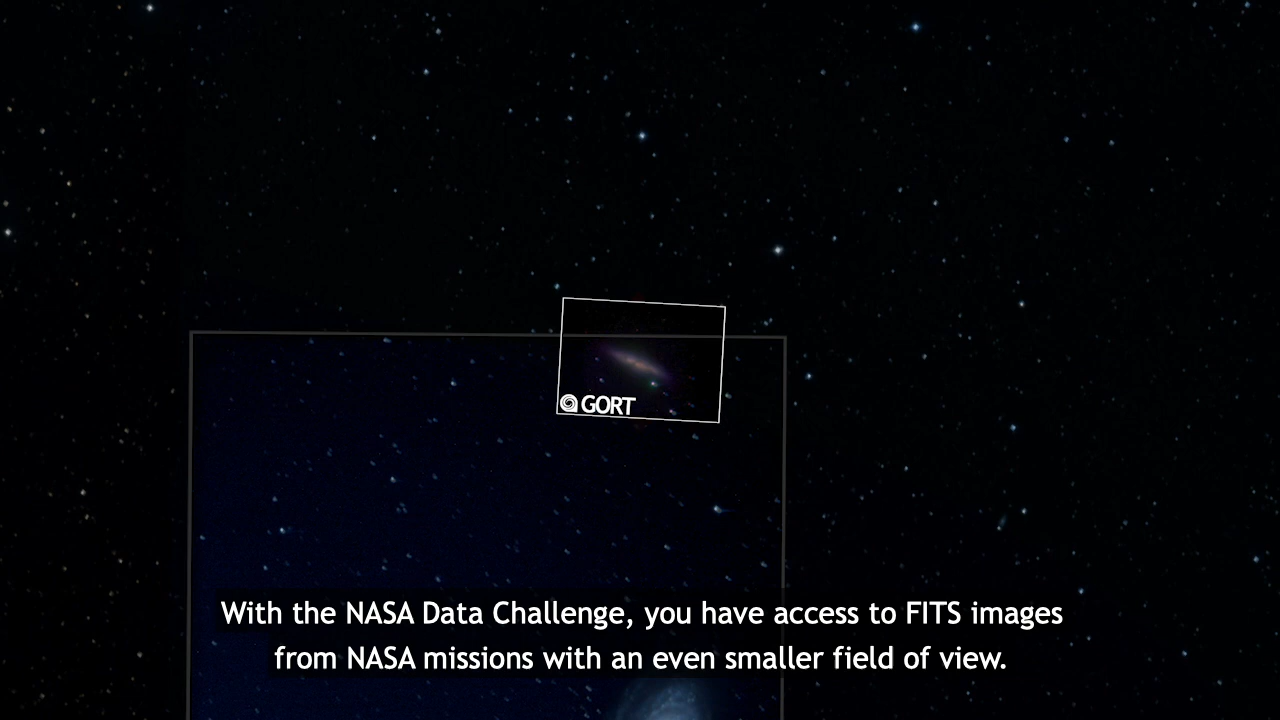 GORT
With the NASA Data Challenge, you have access to FITS images
from NASA missions with an even smaller field of view.